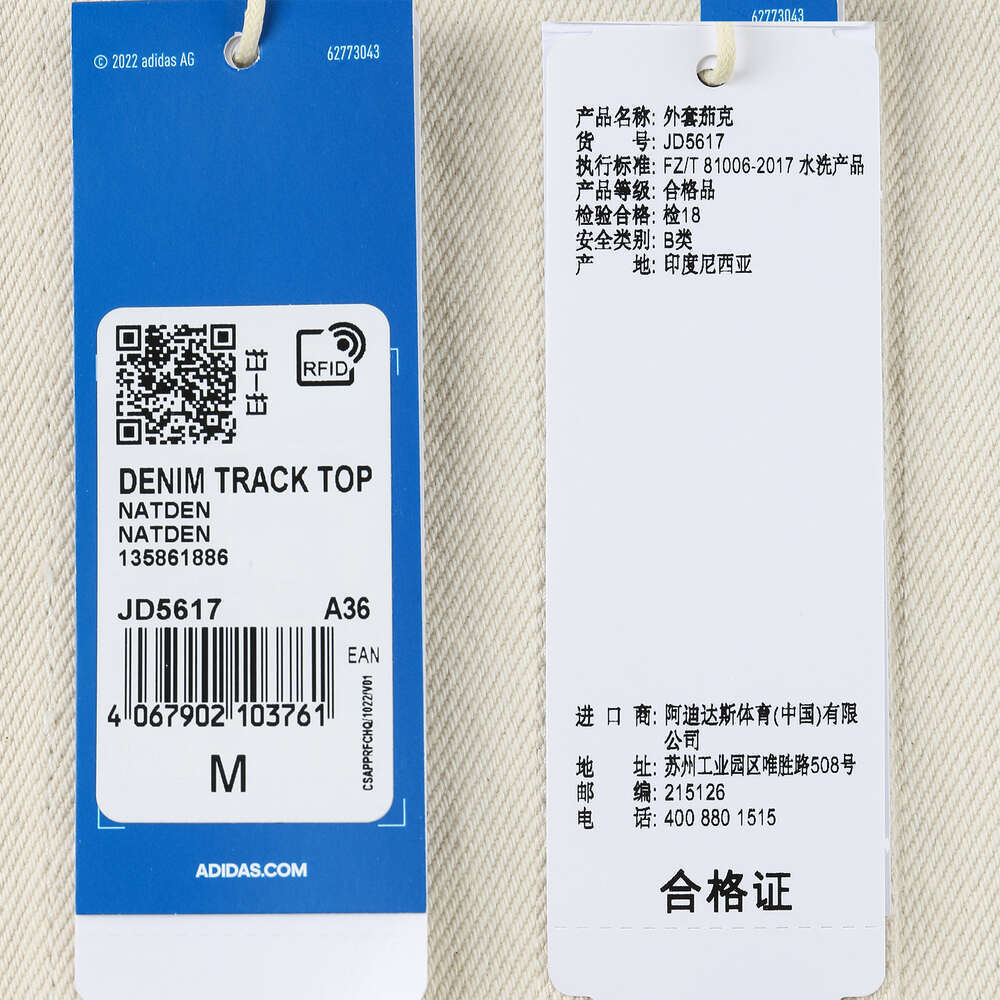 © 2022 adidas AG
62773043
扫一扫
RFID
DENIM TRACK TOP
NATDEN
NATDEN
135861886
JD5617 A36
EAN
4 067902 103761
CSAPPRFCHQ/1022/V01
M
ADIDAS.COM
62773043
产品名称: 外套茄克
货 号: JD5617
执行标准: FZ/T 81006-2017 水洗产品
产品等级: 合格品
检验合格: 检18
安全类别: B类
产 地: 印度尼西亚
进 口 商: 阿迪达斯体育(中国)有限
公司
地 址: 苏州工业园区唯胜路508号
邮 编: 215126
电 话: 400 880 1515
合格证